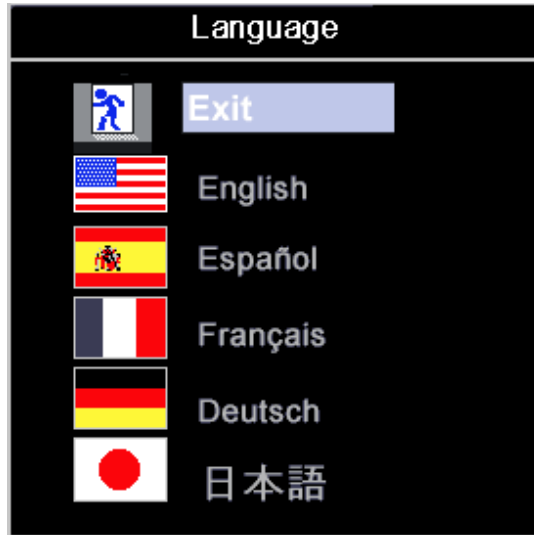 Language
Exit
English
Español
Français
Deutsch
日本語